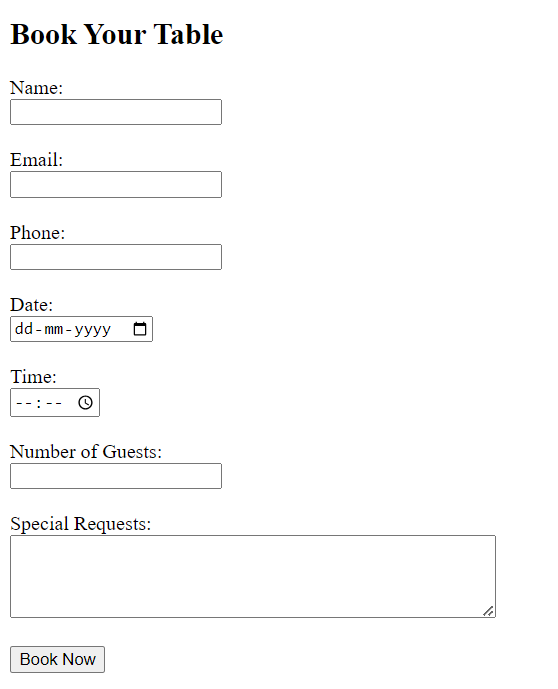 Book Your Table
Name:
Email:
Phone:
Date:
dd-mm-yyyy
Time:
--:--
Number of Guests:
Special Requests:
Book Now